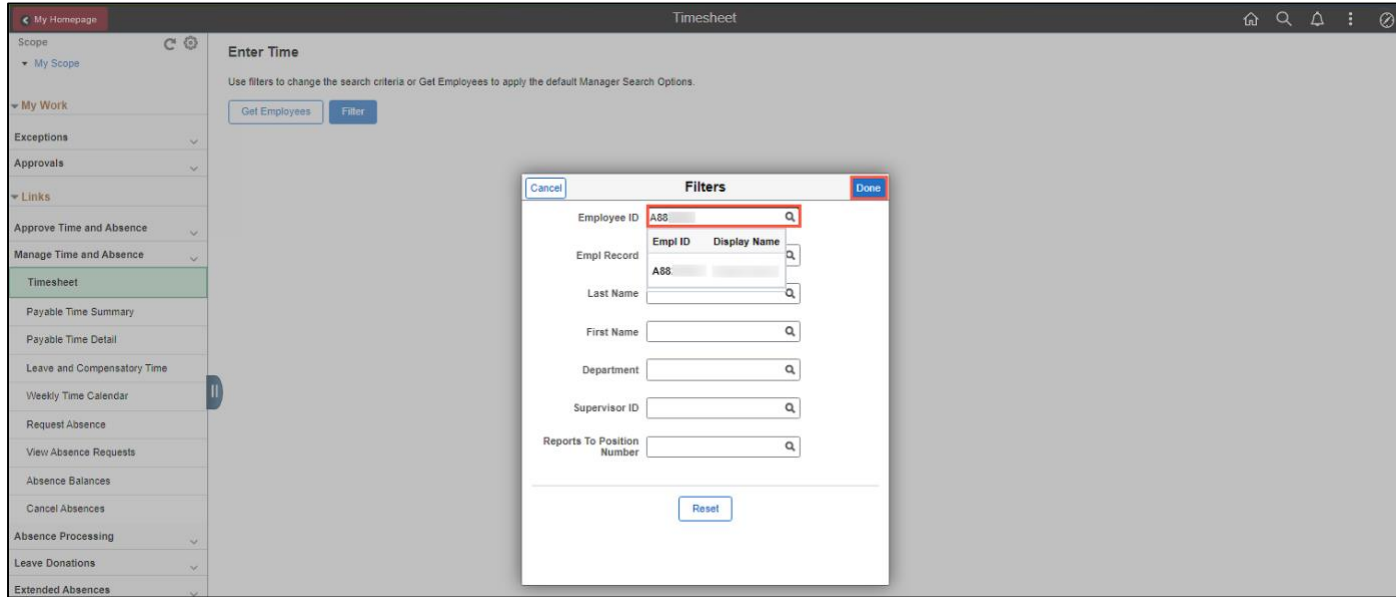 My Homepage
Timesheet
Scope
My Scope
My Work
Exceptions
Approvals
Links
Approve Time and Absence
Manage Time and Absence
Timesheet
Payable Time Summary
Payable Time Detail
Leave and Compensatory Time
Weekly Time Calendar
Request Absence
View Absence Requests
Absence Balances
Cancel Absences
Absence Processing
Leave Donations
Extended Absences
Enter Time
Use filters to change the search criteria or Get Employees to apply the default Manager Search Options.
Get Employees Filter
Cancel Filters Done
Employee ID A88
Empl ID Display Name
Empl Record
A88
Last Name
First Name
Department
Supervisor ID
Reports To Position
Number
Reset